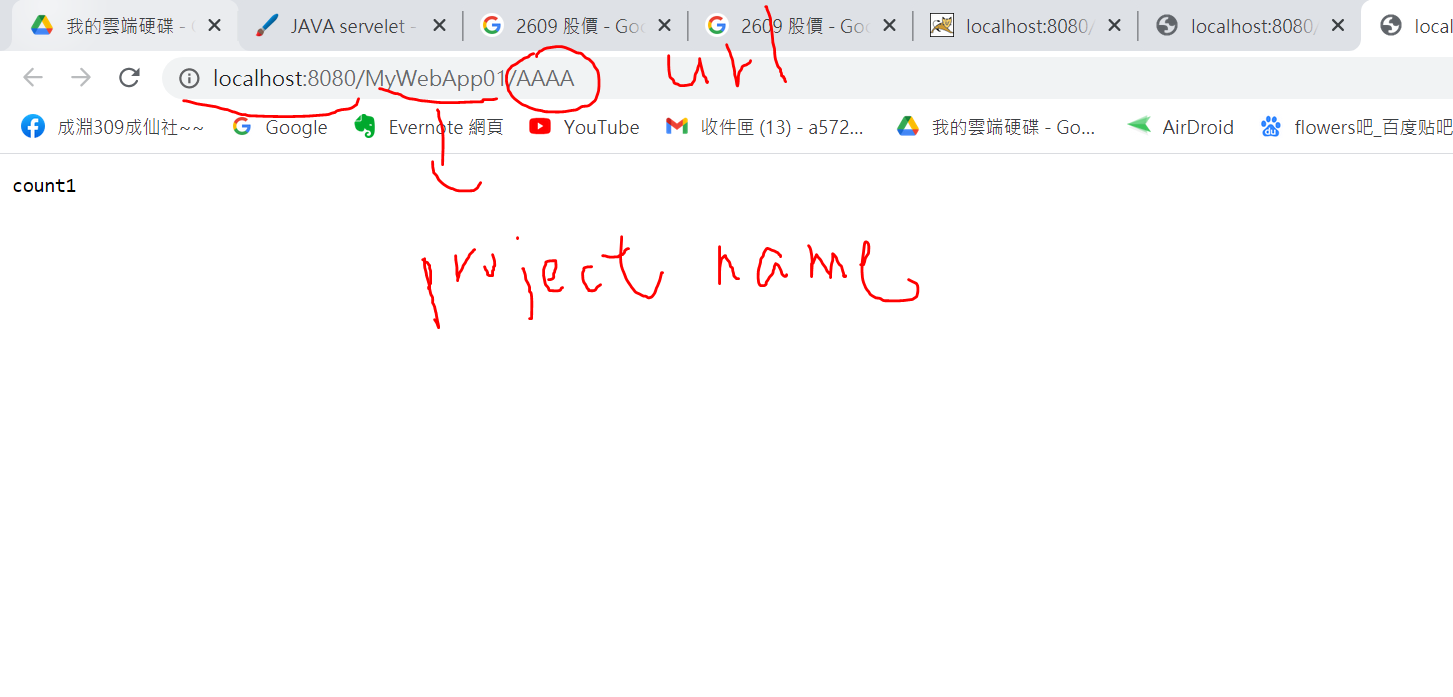 我的雲端硬碟 - G
JAVA servelet -
2609 股價 - Goo
2609 股價 - Goo
localhost:8080/
localhost:8080/
local
url
localhost:8080/MyWebApp01/AAAA
成淵309成仙社~~
Google
Evernote 網頁
YouTube
收件匣 (13) - a572...
我的雲端硬碟 - Go...
AirDroid
flowers吧_百度贴吧
count1
project name